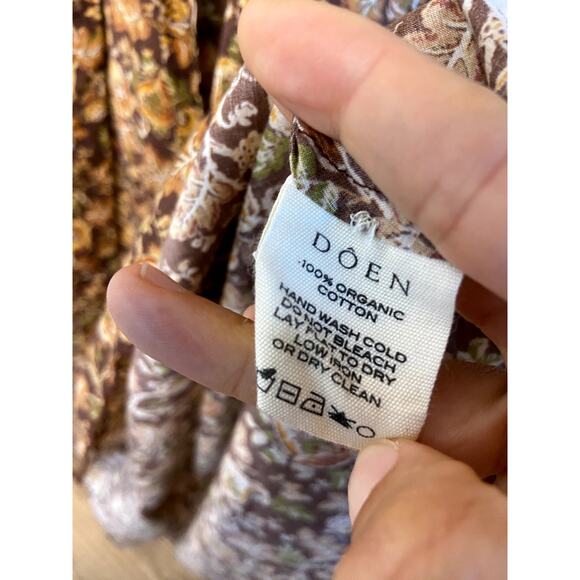 DÔEN
100% ORGANIC
COTTON
HAND WASH COLD
DO NOT BLEACH
LAY FLAT TO DRY
LOW IRON
OR DRY CLEAN